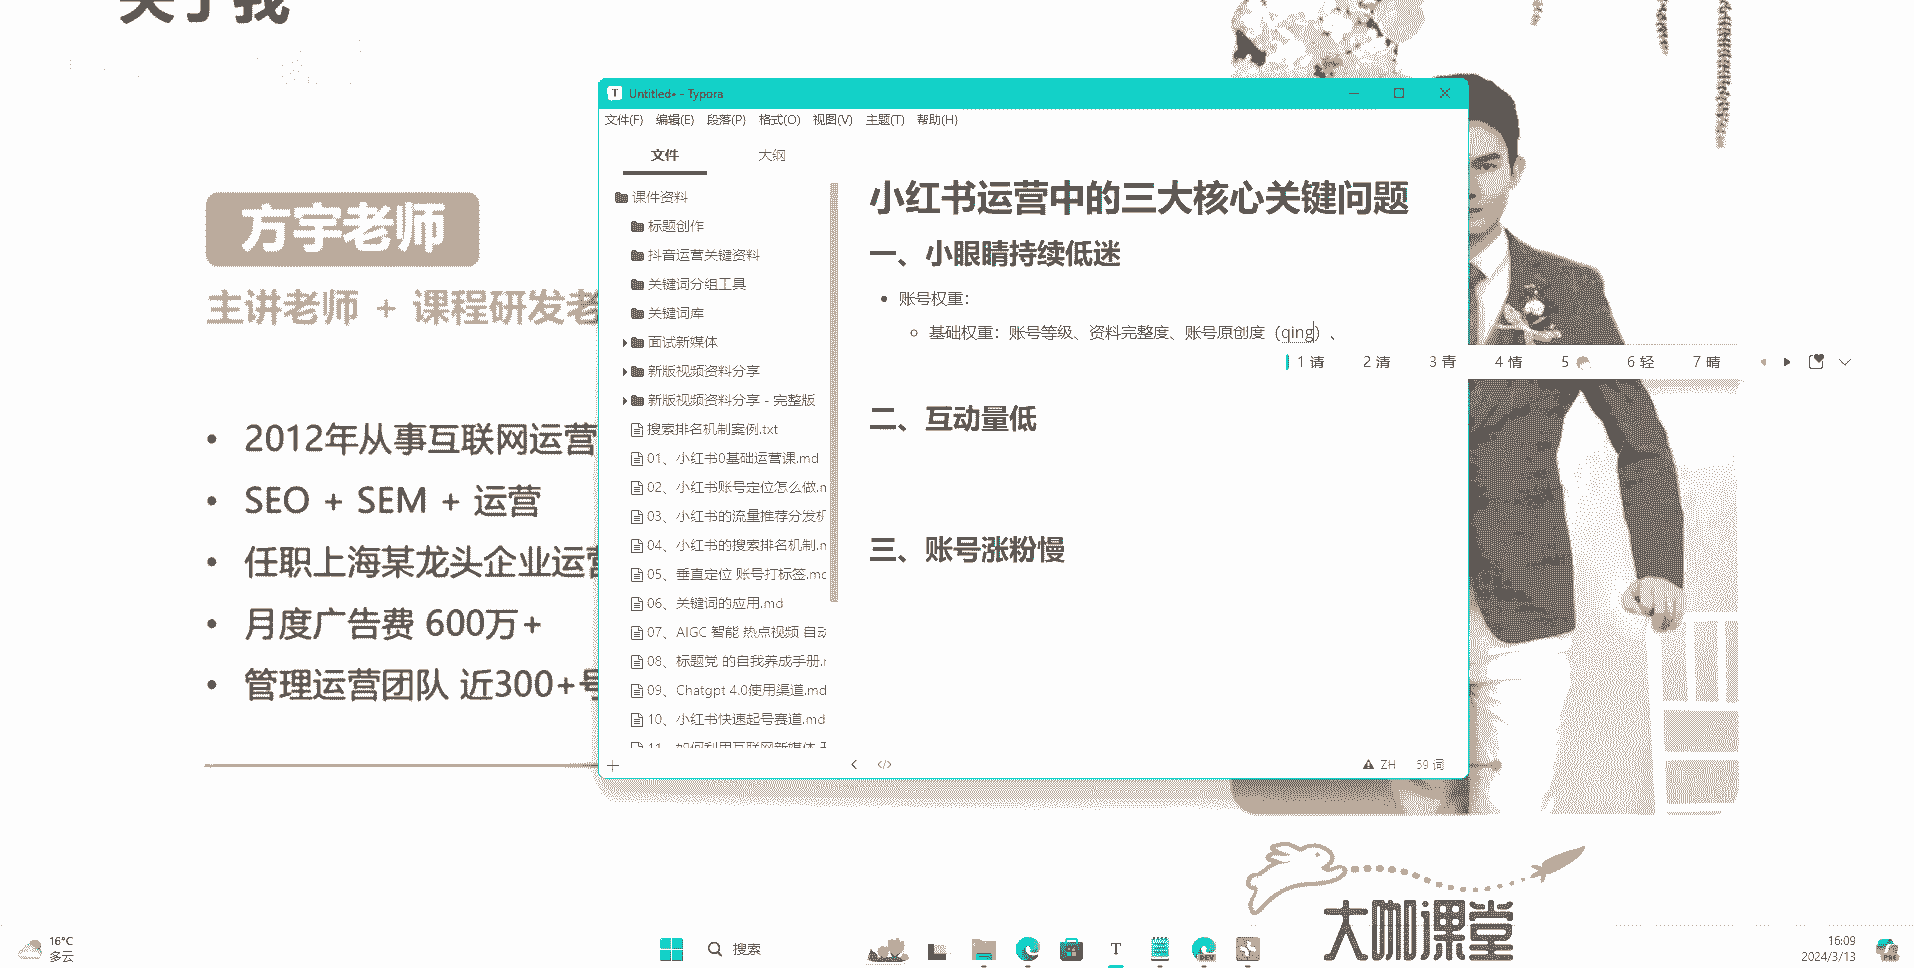 关于我
方宇老师
主讲老师 + 课程研发老
2012年从事互联网运营
SEO + SEM + 运营
任职上海某龙头企业运营
月度广告费 600万+
管理运营团队 近300+号
Untitled• - Typora
文件(F) 编辑(E) 段落(P) 格式(O) 视图(V) 主题(T) 帮助(H)
文件 大纲
课件资料
标题创作
抖音运营关键资料
关键词分组工具
关键词库
面试新媒体
新版视频资料分享
新版视频资料分享 - 完整版
搜索排名机制案例.txt
01、小红书0基础运营课.md
02、小红书账号定位怎么做.m
03、小红书的流量推荐分发机
04、小红书的搜索排名机制.m
05、垂直定位 账号打标签.md
06、关键词的应用.md
07、AIGC 智能 热点视频 自动
08、标题党 的自我养成手册.m
09、Chatgpt 4.0使用渠道.md
10、小红书快速起号赛道.md
11、如何利用互联网新媒体
小红书运营中的三大核心关键问题
一、小眼睛持续低迷
账号权重：
基础权重：账号等级、资料完整度、账号原创度（qing）、
1 请 2 清 3 青 4 情 5 6 轻 7 晴
二、互动量低
三、账号涨粉慢
ZH 59 词
大咖课堂
16°C
多云
搜索
T
DEV
16:09
2024/3/13
PRE